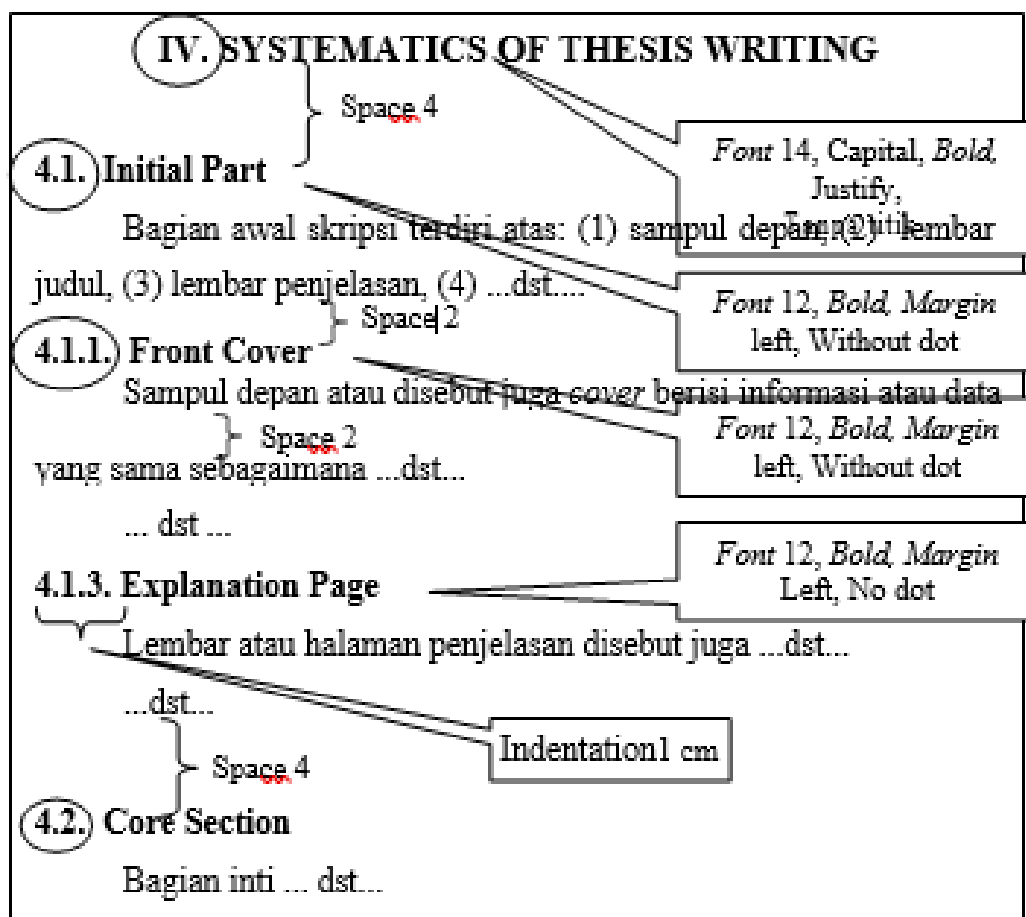 IV. SYSTEMATICS OF THESIS WRITING
Space 4
Font 14, Capital, Bold,
Justify,
4.1. Initial Part
Bagian awal skripsi terdiri atas: (1) sampul depan, (2) lembar
judul, (3) lembar penjelasan, (4) ...dst....
Font 12, Bold, Margin
left, Without dot
Space 2
4.1.1. Front Cover
Sampul depan atau disebut juga cover berisi informasi atau data
Font 12, Bold, Margin
left, Without dot
Space 2
yang sama sebagaimana ...dst...
... dst ...
Font 12, Bold, Margin
Left, No dot
4.1.3. Explanation Page
Lembar atau halaman penjelasan disebut juga ...dst...
...dst...
Indentation1 cm
Space 4
4.2. Core Section
Bagian inti ... dst...